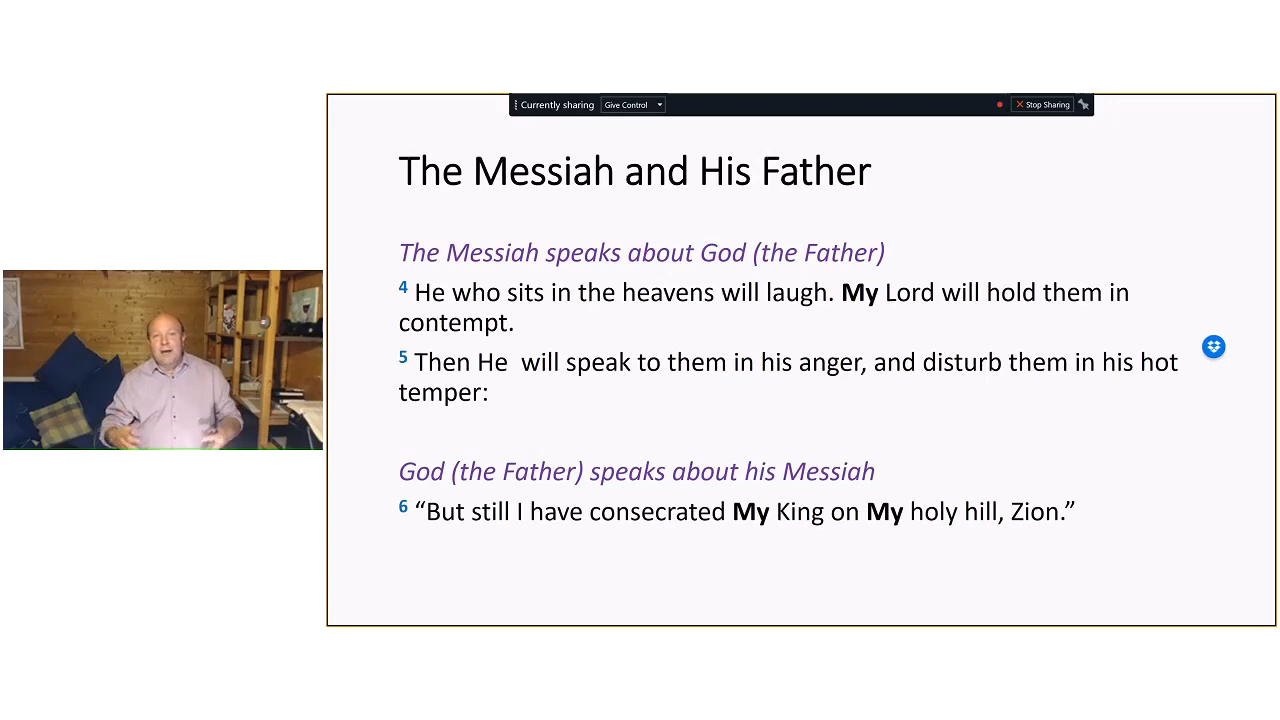 Currently sharing Give Control Stop Sharing
The Messiah and His Father
The Messiah speaks about God (the Father)
4 He who sits in the heavens will laugh. My Lord will hold them in
contempt.
5 Then He  will speak to them in his anger, and disturb them in his hot
temper:
God (the Father) speaks about his Messiah
6 “But still I have consecrated My King on My holy hill, Zion.”